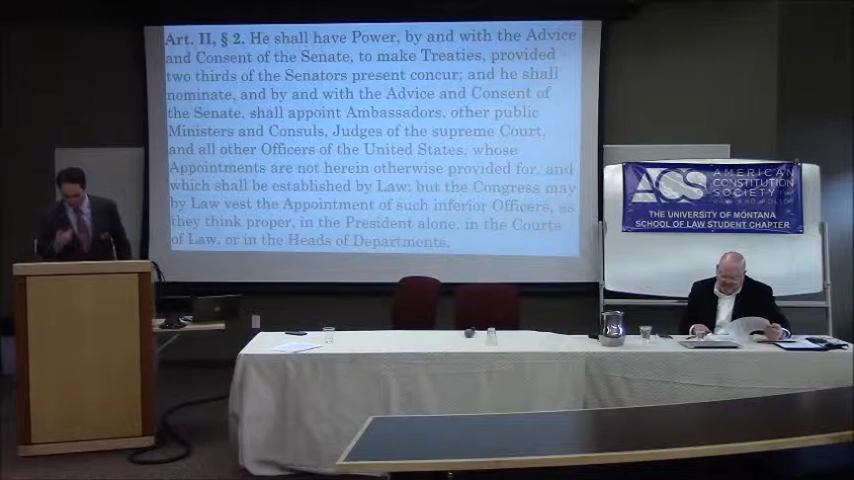 Art. II, § 2. He shall have Power, by and with the Advice
and Consent of the Senate, to make Treaties, provided
two thirds of the Senators present concur; and he shall
nominate, and by and with the Advice and Consent of
the Senate, shall appoint Ambassadors, other public
Ministers and Consuls, Judges of the supreme Court,
and all other Officers of the United States, whose
Appointments are not herein otherwise provided for, and
which shall be established by Law: but the Congress may
by Law vest the Appointment of such inferior Officers, as
they think proper, in the President alone, in the Courts
of Law, or in the Heads of Departments.
ACS
AMERICAN
CONSTITUTION
SOCIETY
LAW AND POLICY
THE UNIVERSITY OF MONTANA
SCHOOL OF LAW STUDENT CHAPTER